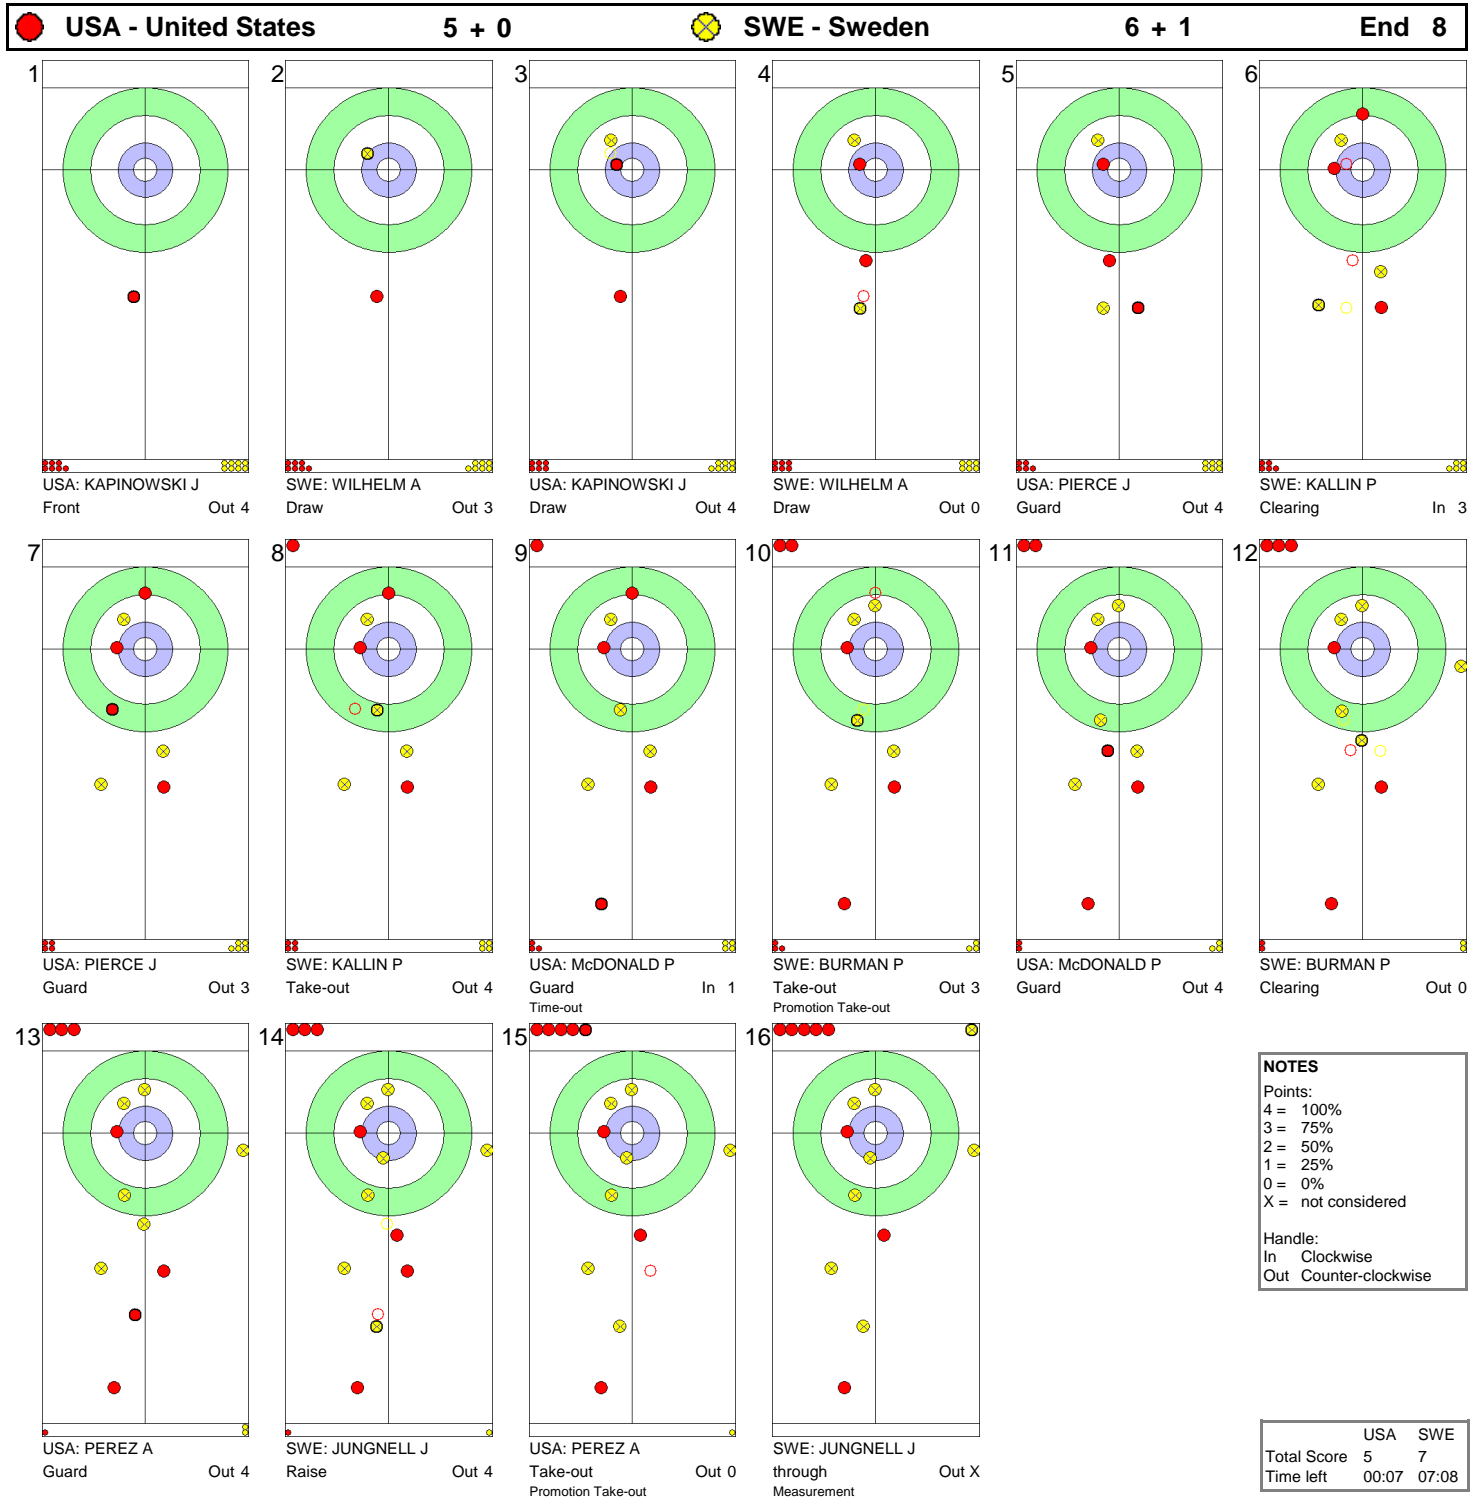 USA - United States 5 + 0 SWE - Sweden 6 + 1 End 8
1 2 3 4 5 6
USA: KAPINOWSKI J SWE: WILHELM A USA: KAPINOWSKI J SWE: WILHELM A USA: PIERCE J SWE: KALLIN P
Front Out 4 Draw Out 3 Draw Out 4 Draw Out 0 Guard Out 4 Clearing In 3
7 8 9 10 11 12
USA: PIERCE J SWE: KALLIN P USA: McDONALD P SWE: BURMAN P USA: McDONALD P SWE: BURMAN P
Guard Out 3 Take-out Out 4 Guard In 1 Take-out Out 3 Guard Out 4 Clearing Out 0
Time-out Promotion Take-out
13 14 15 16
USA: PEREZ A SWE: JUNGNELL J USA: PEREZ A SWE: JUNGNELL J
Guard Out 4 Raise Out 4 Take-out Out 0 through Out X
Promotion Take-out Measurement
NOTES
Points:
4 = 100%
3 = 75%
2 = 50%
1 = 25%
0 = 0%
X = not considered
Handle:
In Clockwise
Out Counter-clockwise
USA SWE
Total Score 5 7
Time left 00:07 07:08